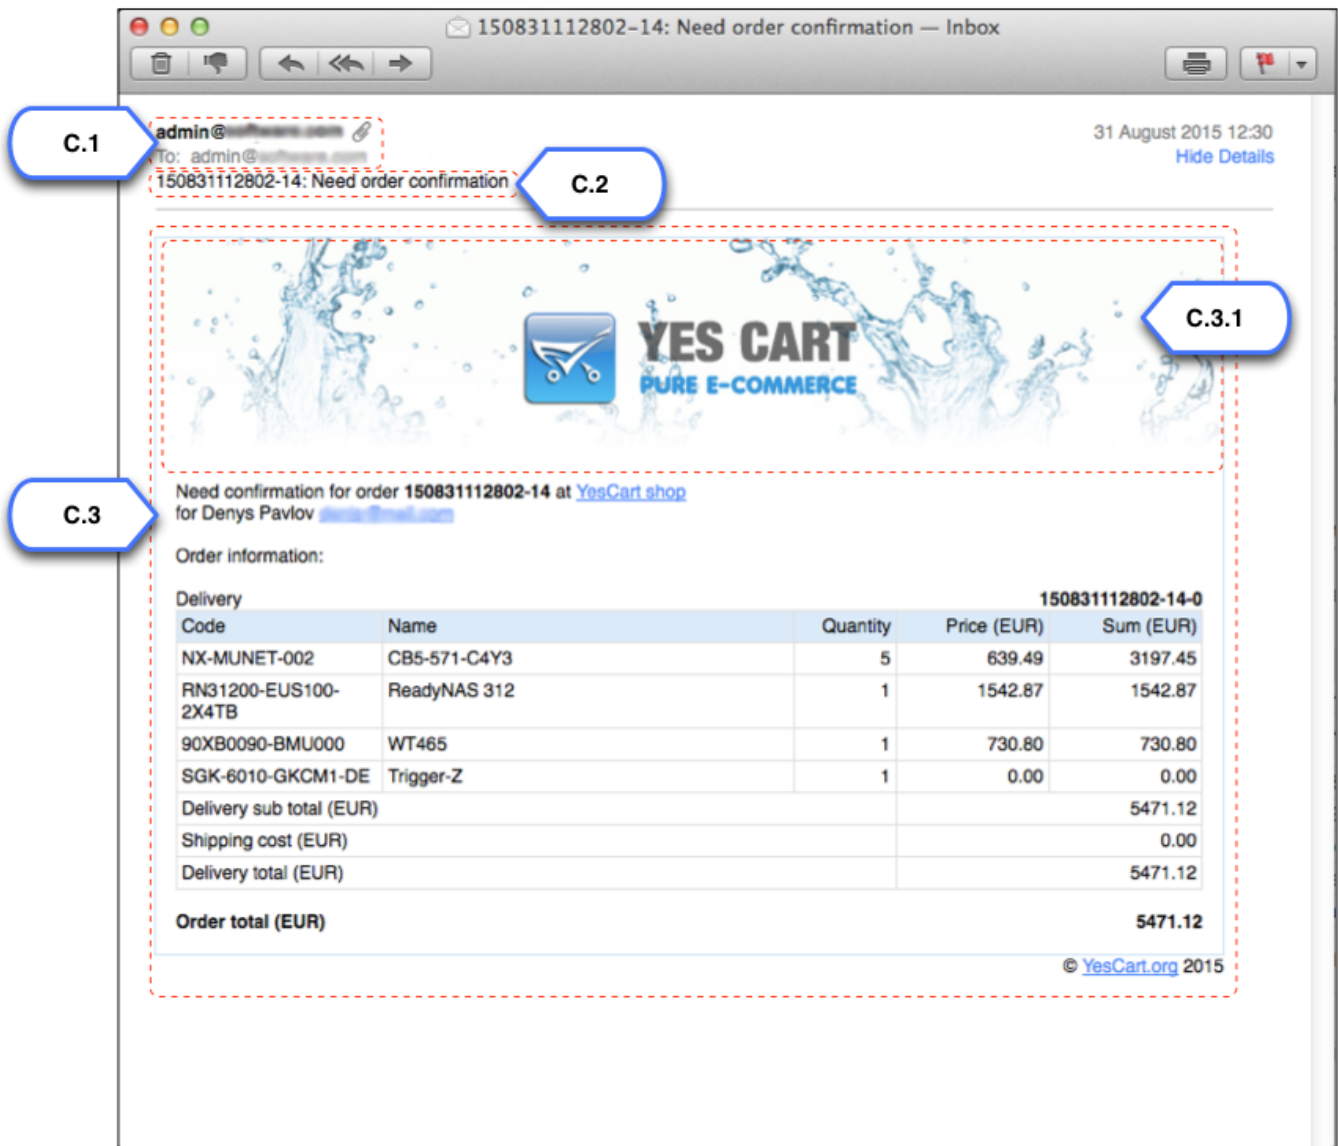 150831112802-14: Need order confirmation — Inbox
C.1
admin@
31 August 2015 12:30
To: admin@
Hide Details
150831112802-14: Need order confirmation
C.2
YES CART
PURE E-COMMERCE
C.3.1
Need confirmation for order 150831112802-14 at YesCart shop
for Denys Pavlov
C.3
Order information:
Delivery 150831112802-14-0
Code Name Quantity Price (EUR) Sum (EUR)
NX-MUNET-002 CB5-571-C4Y3 5 639.49 3197.45
RN31200-EUS100- ReadyNAS 312 1 1542.87 1542.87
2X4TB
90XB0090-BMU000 WT465 1 730.80 730.80
SGK-6010-GKCM1-DE Trigger-Z 1 0.00 0.00
Delivery sub total (EUR) 5471.12
Shipping cost (EUR) 0.00
Delivery total (EUR) 5471.12
Order total (EUR) 5471.12
© YesCart.org 2015